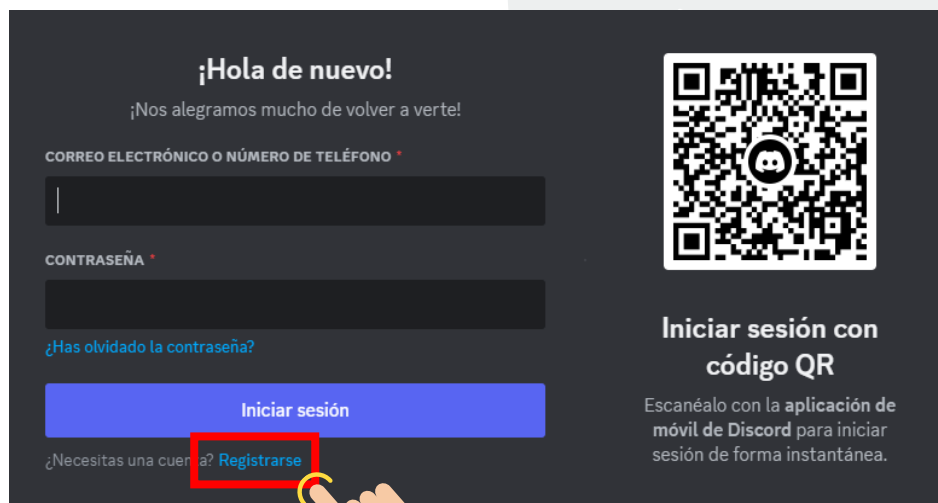 ¡Hola de nuevo!
¡Nos alegramos mucho de volver a verte!
CORREO ELECTRÓNICO O NÚMERO DE TELÉFONO *
CONTRASEÑA *
¿Has olvidado la contraseña?
Iniciar sesión
¿Necesitas una cuenta? Registrarse
Iniciar sesión con
código QR
Escanéalo con la aplicación de
móvil de Discord para iniciar
sesión de forma instantánea.